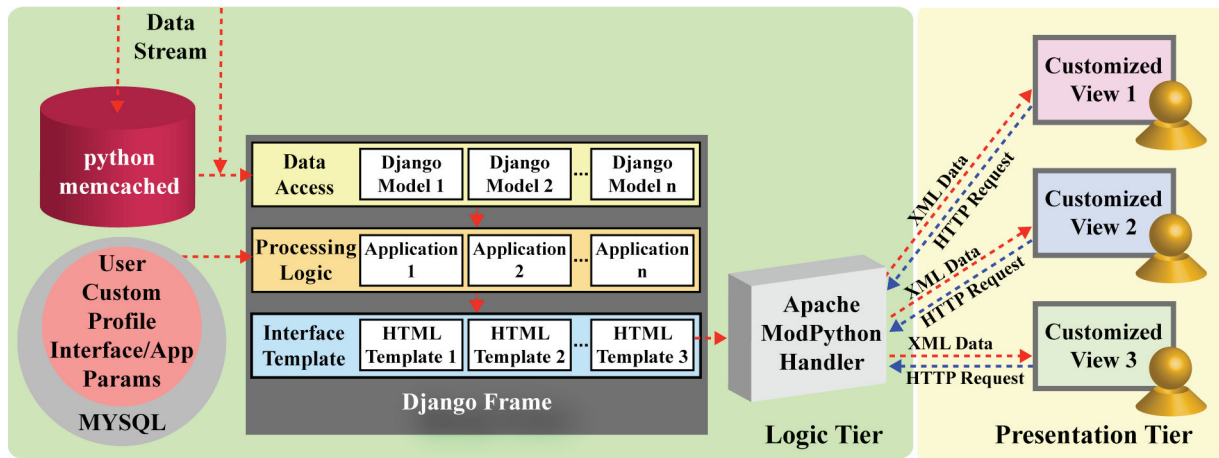 Data
Stream
python
memcached
User
Custom
Profile
Interface/App
Params
MYSQL
Data
Access
Django
Model 1
Django
Model 2
...
Django
Model n
Processing
Logic
Application
1
Application
2
...
Application
n
Interface
Template
HTML
Template 1
HTML
Template 2
...
HTML
Template 3
Django Frame
Apache
ModPython
Handler
Logic Tier
XML Data
HTTP Request
XML Data
HTTP Request
XML Data
HTTP Request
Customized
View 1
Customized
View 2
Customized
View 3
Presentation Tier